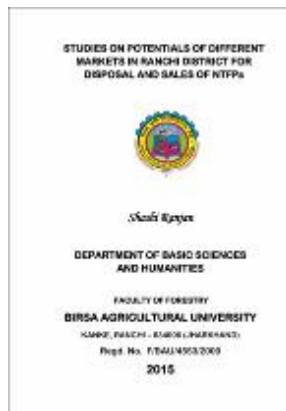 STUDIES ON POTENTIALS OF DIFFERENT
MARKETS IN RANCHI DISTRICT FOR
DISPOSAL AND SALES OF NTFPs
Shashi Ranjan
DEPARTMENT OF BASIC SCIENCES
AND HUMANITIES
FACULTY OF FORESTRY
BIRSA AGRICULTURAL UNIVERSITY
KANKE, RANCHI – 834006 (JHARKHAND)
Regd. No. F/BAU/4553/2009
2015